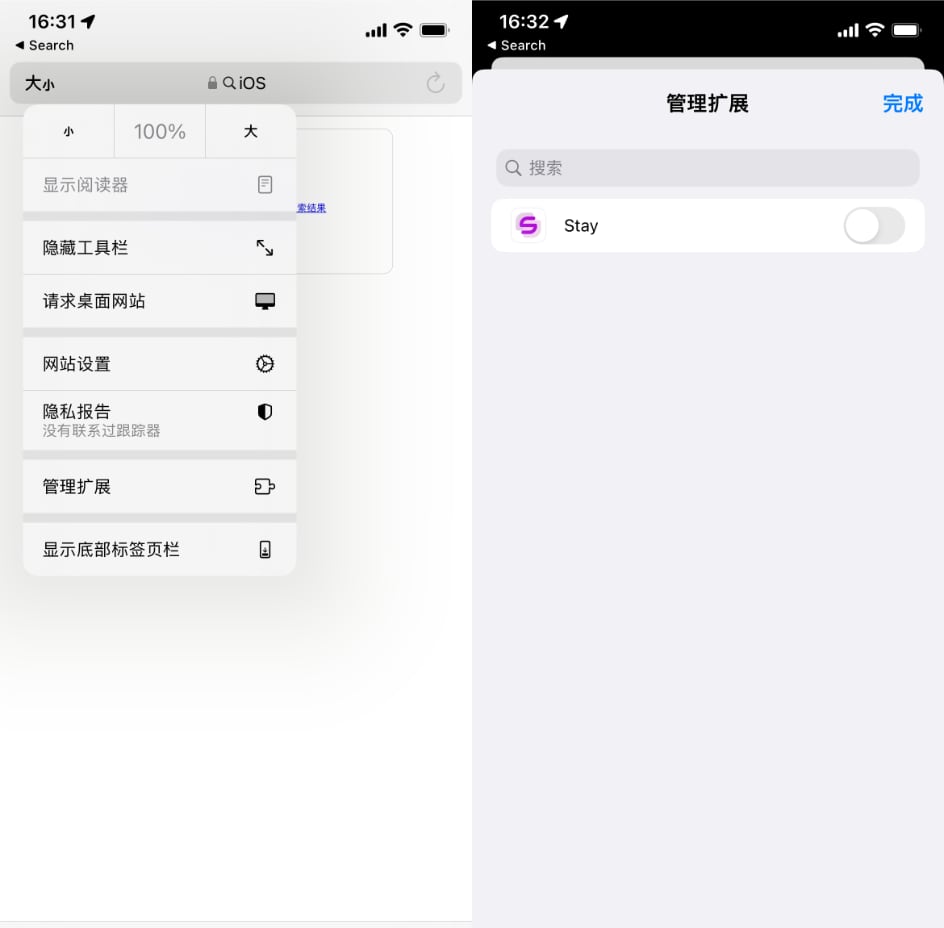 16:31
◀ Search
大小
iOS
小
100%
大
显示阅读器
索结果
隐藏工具栏
请求桌面网站
网站设置
隐私报告
没有联系过跟踪器
管理扩展
显示底部标签页栏
16:32
◀ Search
管理扩展
完成
搜索
Stay